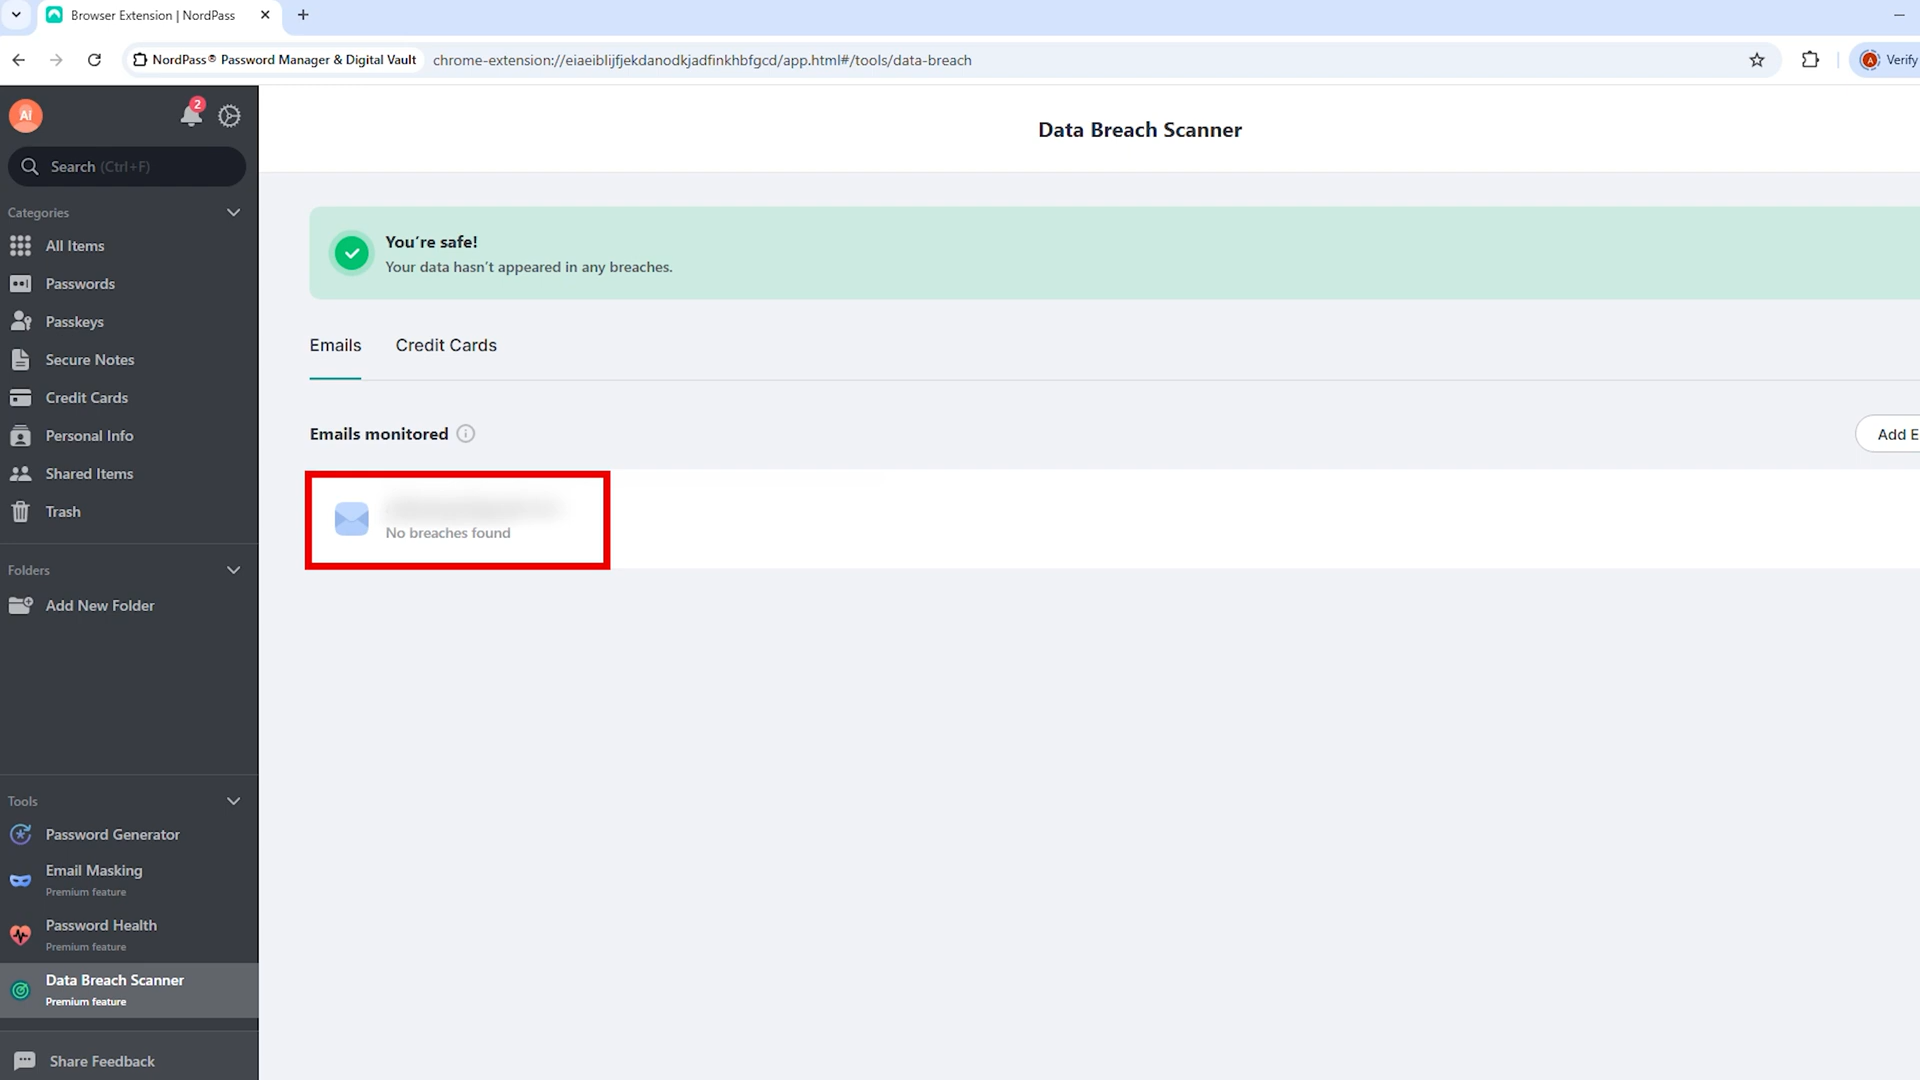 Browser Extension | NordPass
NordPass® Password Manager & Digital Vault
chrome-extension://eiaeiblijfjekdanodkjadfinkhbfgcd/app.html#/tools/data-breach
A
Verify
AI
2
Search (Ctrl+F)
Categories
All Items
Passwords
Passkeys
Secure Notes
Credit Cards
Personal Info
Shared Items
Trash
Folders
Add New Folder
Tools
Password Generator
Email Masking
Premium feature
Password Health
Premium feature
Data Breach Scanner
Premium feature
Share Feedback
Data Breach Scanner
You're safe!
Your data hasn't appeared in any breaches.
Emails
Credit Cards
Emails monitored
Add E
No breaches found